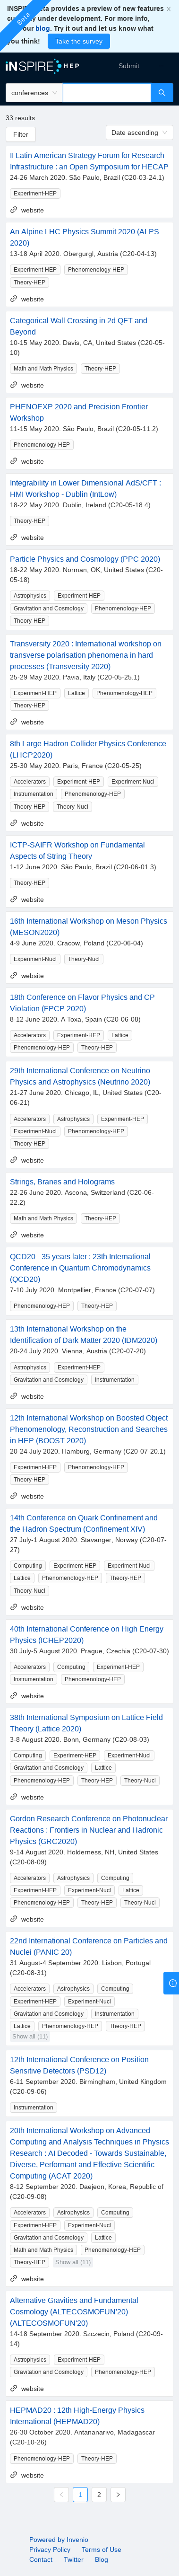 Beta
INSPIRE Beta provides a preview of new features
currently under development. For more info,
our blog. Try it out and let us know what
you think! Take the survey
INSPIRE HEP
Submit ...
conferences
33 results
Filter
Date ascending
II Latin American Strategy Forum for Research
Infrastructure : an Open Symposium for HECAP
24-26 March 2020. São Paulo, Brazil (C20-03-24.1)
Experiment-HEP
website
An Alpine LHC Physics Summit 2020 (ALPS
2020)
13-18 April 2020. Obergurgl, Austria (C20-04-13)
Experiment-HEP Phenomenology-HEP
Theory-HEP
website
Categorical Wall Crossing in 2d QFT and
Beyond
10-15 May 2020. Davis, CA, United States (C20-05-
10)
Math and Math Physics Theory-HEP
website
PHENOEXP 2020 and Precision Frontier
Workshop
11-15 May 2020. São Paulo, Brazil (C20-05-11.2)
Phenomenology-HEP
website
Integrability in Lower Dimensional AdS/CFT :
HMI Workshop - Dublin (IntLow)
18-22 May 2020. Dublin, Ireland (C20-05-18.4)
Theory-HEP
website
Particle Physics and Cosmology (PPC 2020)
18-22 May 2020. Norman, OK, United States (C20-
05-18)
Astrophysics Experiment-HEP
Gravitation and Cosmology Phenomenology-HEP
Theory-HEP
Transversity 2020 : International workshop on
transverse polarisation phenomena in hard
processes (Transversity 2020)
25-29 May 2020. Pavia, Italy (C20-05-25.1)
Experiment-HEP Lattice Phenomenology-HEP
Theory-HEP
website
8th Large Hadron Collider Physics Conference
(LHCP2020)
25-30 May 2020. Paris, France (C20-05-25)
Accelerators Experiment-HEP Experiment-Nucl
Instrumentation Phenomenology-HEP
Theory-HEP Theory-Nucl
website
ICTP-SAIFR Workshop on Fundamental
Aspects of String Theory
1-12 June 2020. São Paulo, Brazil (C20-06-01.3)
Theory-HEP
website
16th International Workshop on Meson Physics
(MESON2020)
4-9 June 2020. Cracow, Poland (C20-06-04)
Experiment-Nucl Theory-Nucl
website
18th Conference on Flavor Physics and CP
Violation (FPCP 2020)
8-12 June 2020. A Toxa, Spain (C20-06-08)
Accelerators Experiment-HEP Lattice
Phenomenology-HEP Theory-HEP
29th International Conference on Neutrino
Physics and Astrophysics (Neutrino 2020)
21-27 June 2020. Chicago, IL, United States (C20-
06-21)
Accelerators Astrophysics Experiment-HEP
Experiment-Nucl Phenomenology-HEP
Theory-HEP
website
Strings, Branes and Holograms
22-26 June 2020. Ascona, Switzerland (C20-06-
22.2)
Math and Math Physics Theory-HEP
website
QCD20 - 35 years later : 23th International
Conference in Quantum Chromodynamics
(QCD20)
7-10 July 2020. Montpellier, France (C20-07-07)
Phenomenology-HEP Theory-HEP
13th International Workshop on the
Identification of Dark Matter 2020 (IDM2020)
20-24 July 2020. Vienna, Austria (C20-07-20)
Astrophysics Experiment-HEP
Gravitation and Cosmology Instrumentation
website
12th International Workshop on Boosted Object
Phenomenology, Reconstruction and Searches
in HEP (BOOST 2020)
20-24 July 2020. Hamburg, Germany (C20-07-20.1)
Experiment-HEP Phenomenology-HEP
Theory-HEP
website
14th Conference on Quark Confinement and
the Hadron Spectrum (Confinement XIV)
27 July-1 August 2020. Stavanger, Norway (C20-07-
27)
Computing Experiment-HEP Experiment-Nucl
Lattice Phenomenology-HEP Theory-HEP
Theory-Nucl
website
40th International Conference on High Energy
Physics (ICHEP2020)
30 July-5 August 2020. Prague, Czechia (C20-07-30)
Accelerators Computing Experiment-HEP
Instrumentation Phenomenology-HEP
website
38th International Symposium on Lattice Field
Theory (Lattice 2020)
3-8 August 2020. Bonn, Germany (C20-08-03)
Computing Experiment-HEP Experiment-Nucl
Gravitation and Cosmology Lattice
Phenomenology-HEP Theory-HEP Theory-Nucl
website
Gordon Research Conference on Photonuclear
Reactions : Frontiers in Nuclear and Hadronic
Physics (GRC2020)
9-14 August 2020. Holderness, NH, United States
(C20-08-09)
Accelerators Astrophysics Computing
Experiment-HEP Experiment-Nucl Lattice
Phenomenology-HEP Theory-HEP Theory-Nucl
website
22nd International Conference on Particles and
Nuclei (PANIC 20)
31 August-4 September 2020. Lisbon, Portugal
(C20-08-31)
Accelerators Astrophysics Computing
Experiment-HEP Experiment-Nucl
Gravitation and Cosmology Instrumentation
Lattice Phenomenology-HEP Theory-HEP
Show all (11)
12th International Conference on Position
Sensitive Detectors (PSD12)
6-11 September 2020. Birmingham, United Kingdom
(C20-09-06)
Instrumentation
20th International Workshop on Advanced
Computing and Analysis Techniques in Physics
Research : AI Decoded - Towards Sustainable,
Diverse, Performant and Effective Scientific
Computing (ACAT 2020)
8-12 September 2020. Daejeon, Korea, Republic of
(C20-09-08)
Accelerators Astrophysics Computing
Experiment-HEP Experiment-Nucl
Gravitation and Cosmology Lattice
Math and Math Physics Phenomenology-HEP
Theory-HEP Show all (11)
website
Alternative Gravities and Fundamental
Cosmology (ALTECOSMOFUN'20)
(ALTECOSMOFUN'20)
14-18 September 2020. Szczecin, Poland (C20-09-
14)
Astrophysics Experiment-HEP
Gravitation and Cosmology Phenomenology-HEP
website
HEPMAD20 : 12th High-Energy Physics
International (HEPMAD20)
26-30 October 2020. Antananarivo, Madagascar
(C20-10-26)
Phenomenology-HEP Theory-HEP
website
1 2
Powered by Invenio
Privacy Policy Terms of Use
Contact Twitter Blog